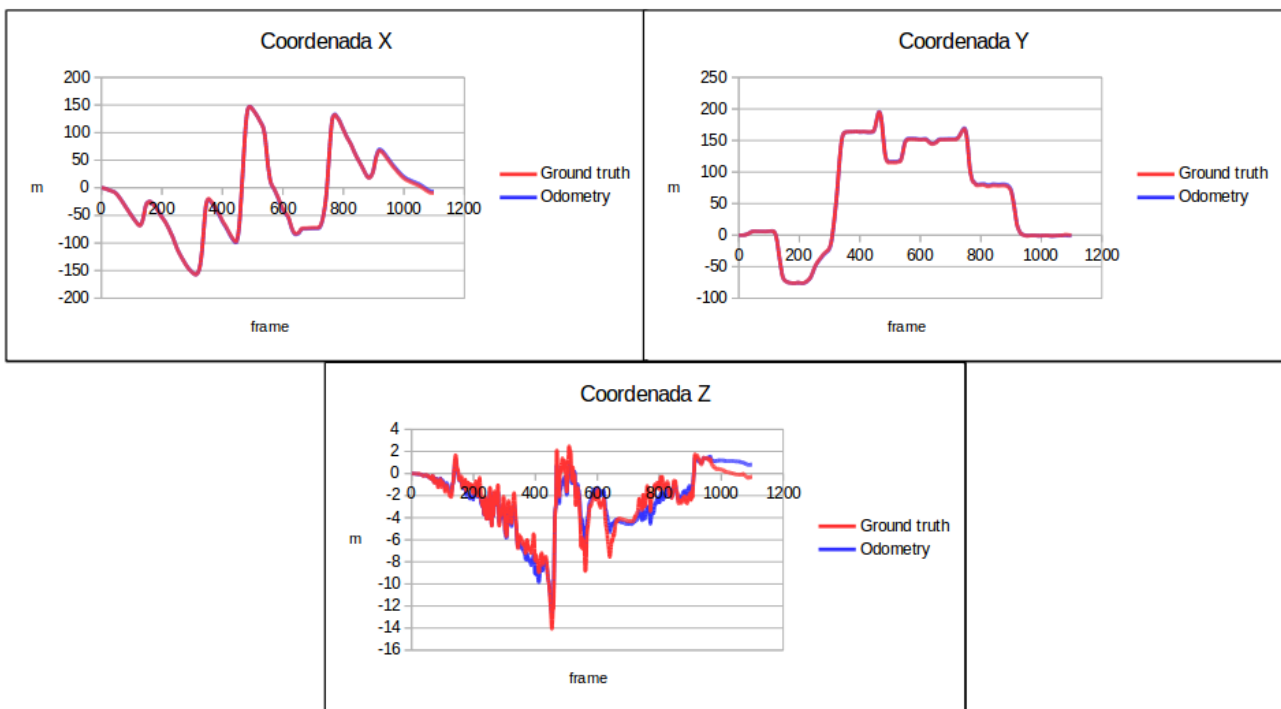 Coordenada X
200
150
100
50
0
-50
-100
-150
-200
0 200 400 600 800 1000 1200
m
frame
Ground truth
Odometry
Coordenada Y
250
200
150
100
50
0
-50
-100
0 200 400 600 800 1000 1200
m
frame
Ground truth
Odometry
Coordenada Z
4
2
0
-2
-4
-6
-8
-10
-12
-14
-16
0 200 400 600 800 1000 1200
m
frame
Ground truth
Odometry